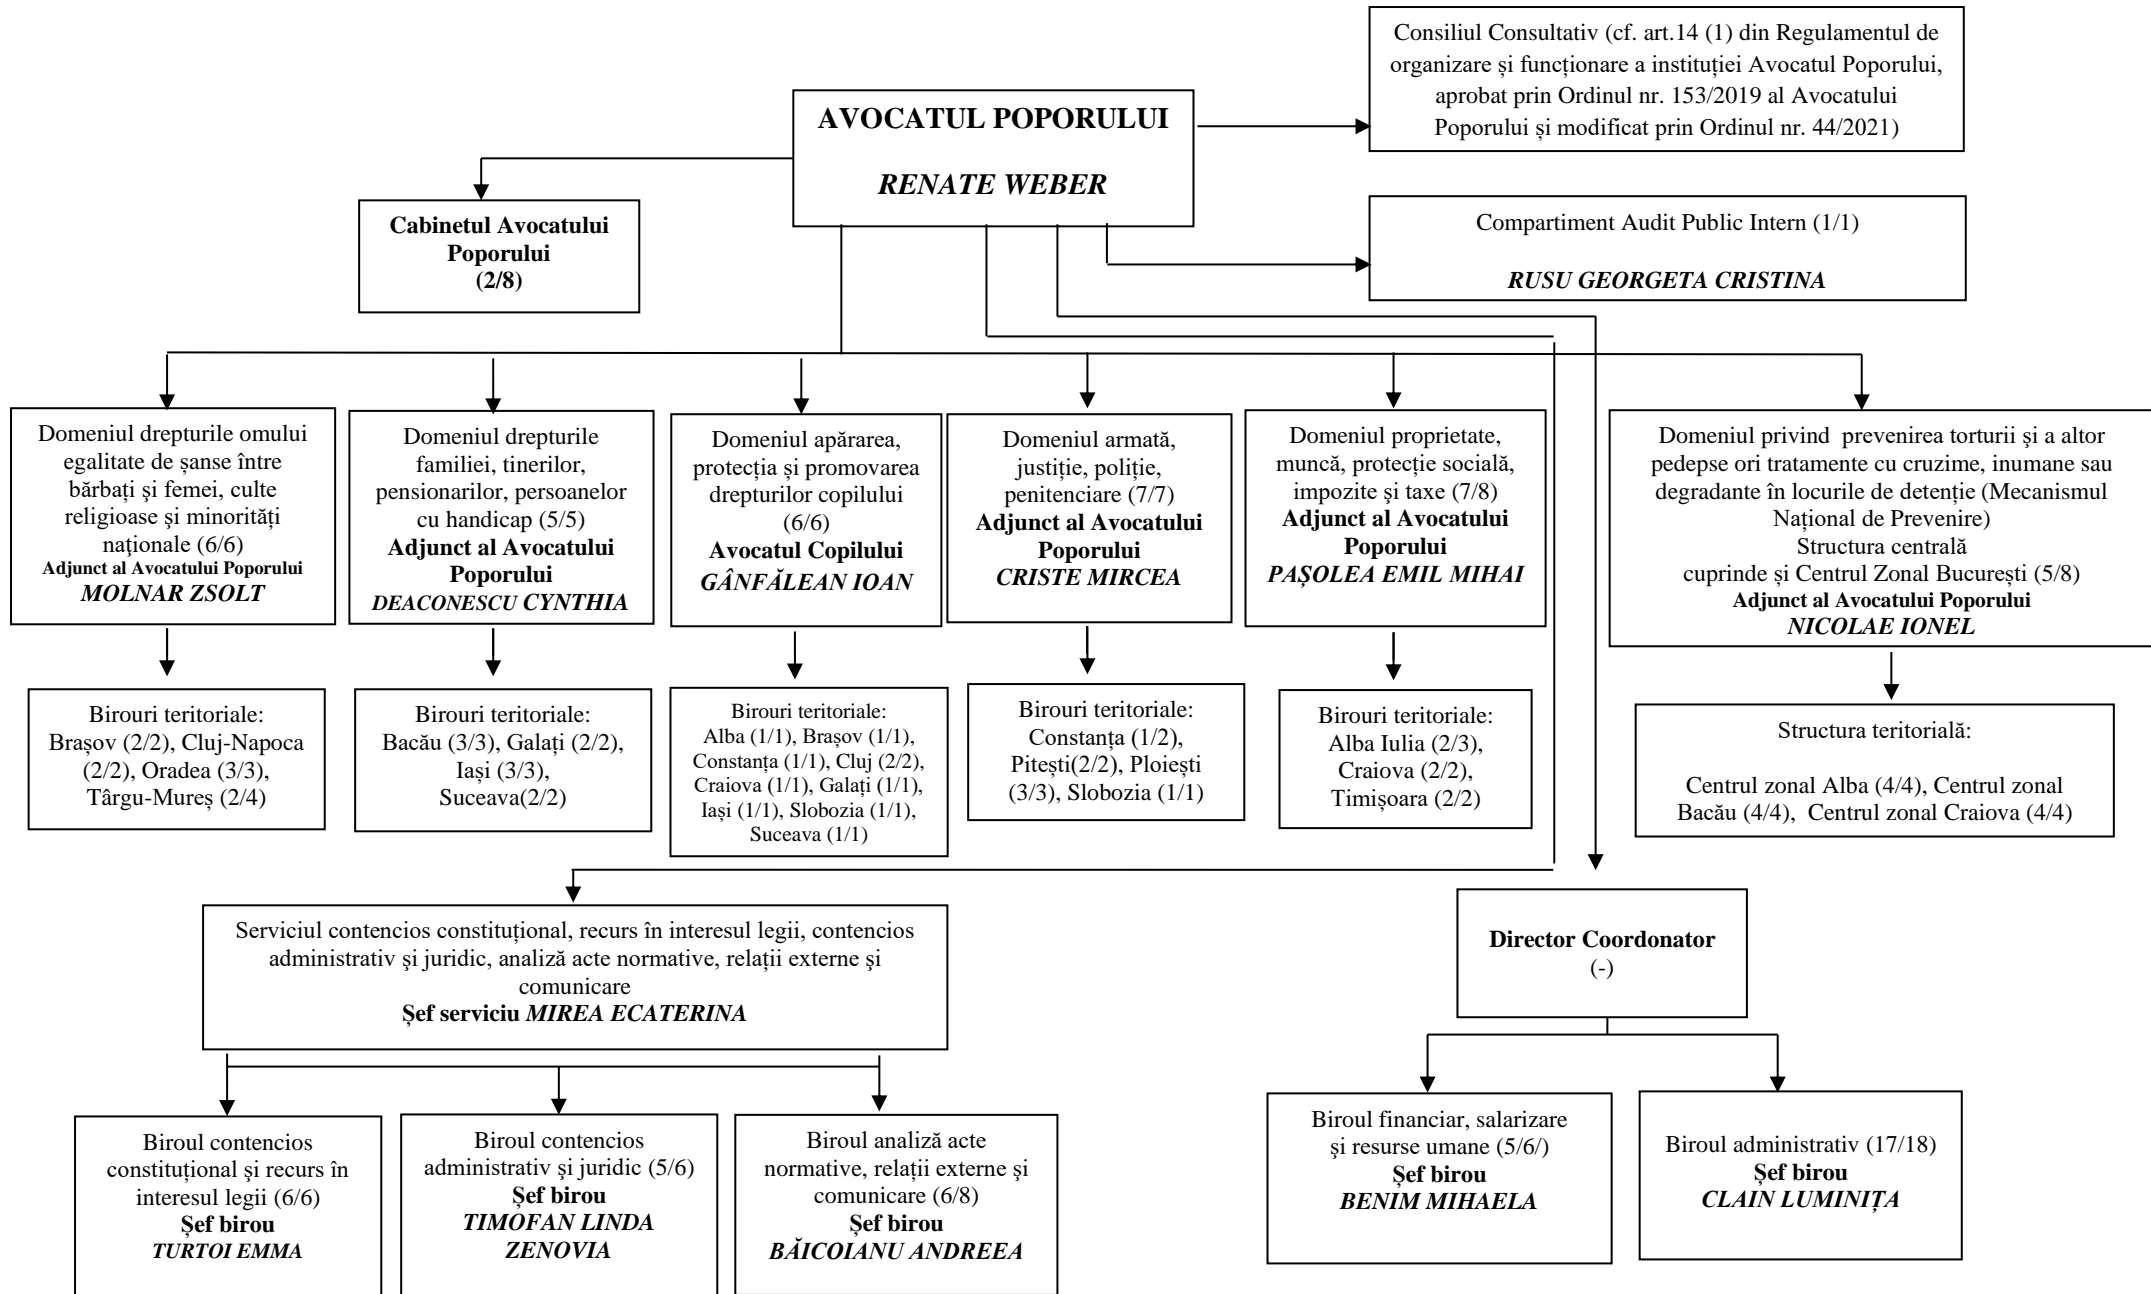 Consiliul Consultativ (cf. art.14 (1) din Regulamentul de
organizare și funcționare a instituției Avocatul Poporului,
aprobat prin Ordinul nr. 153/2019 al Avocatului
Poporului și modificat prin Ordinul nr. 44/2021)
AVOCATUL POPORULUI
RENATE WEBER
Cabinetul Avocatului
Poporului
(2/8)
Compartiment Audit Public Intern (1/1)
RUSU GEORGETA CRISTINA
Domeniul drepturile omului
egalitate de șanse între
bărbați şi femei, culte
religioase şi minorități
naţionale (6/6)
Adjunct al Avocatului Poporului
MOLNAR ZSOLT
Domeniul drepturile
familiei, tinerilor,
pensionarilor, persoanelor
cu handicap (5/5)
Adjunct al Avocatului
Poporului
DEACONESCU CYNTHIA
Domeniul apărarea,
protecția și promovarea
drepturilor copilului
(6/6)
Avocatul Copilului
GÂNFĂLEAN IOAN
Domeniul armată,
justiție, poliție,
penitenciare (7/7)
Adjunct al Avocatului
Poporului
CRISTE MIRCEA
Domeniul proprietate,
muncă, protecție socială,
impozite și taxe (7/8)
Adjunct al Avocatului
Poporului
PAȘOLEA EMIL MIHAI
Domeniul privind prevenirea torturii şi a altor
pedepse ori tratamente cu cruzime, inumane sau
degradante în locurile de detenție (Mecanismul
Național de Prevenire)
Structura centrală
cuprinde și Centrul Zonal București (5/8)
Adjunct al Avocatului Poporului
NICOLAE IONEL
Birouri teritoriale:
Brașov (2/2), Cluj-Napoca
(2/2), Oradea (3/3),
Târgu-Mureș (2/4)
Birouri teritoriale:
Bacău (3/3), Galați (2/2),
Iași (3/3),
Suceava(2/2)
Birouri teritoriale:
Alba (1/1), Brașov (1/1),
Constanța (1/1), Cluj (2/2),
Craiova (1/1), Galați (1/1),
Iași (1/1), Slobozia (1/1),
Suceava (1/1)
Birouri teritoriale:
Constanța (1/2),
Pitești(2/2), Ploiești
(3/3), Slobozia (1/1)
Birouri teritoriale:
Alba Iulia (2/3),
Craiova (2/2),
Timișoara (2/2)
Structura teritorială:
Centrul zonal Alba (4/4), Centrul zonal
Bacău (4/4), Centrul zonal Craiova (4/4)
Serviciul contencios constituțional, recurs în interesul legii, contencios
administrativ şi juridic, analiză acte normative, relații externe şi
comunicare
Șef serviciu MIREA ECATERINA
Director Coordonator
(-)
Biroul contencios
constituțional şi recurs în
interesul legii (6/6)
Șef birou
TURTOI EMMA
Biroul contencios
administrativ şi juridic (5/6)
Șef birou
TIMOFAN LINDA
ZENOVIA
Biroul analiză acte
normative, relații externe şi
comunicare (6/8)
Șef birou
BĂICOIANU ANDREEA
Biroul financiar, salarizare
şi resurse umane (5/6/)
Șef birou
BENIM MIHAELA
Biroul administrativ (17/18)
Șef birou
CLAIN LUMINIȚA